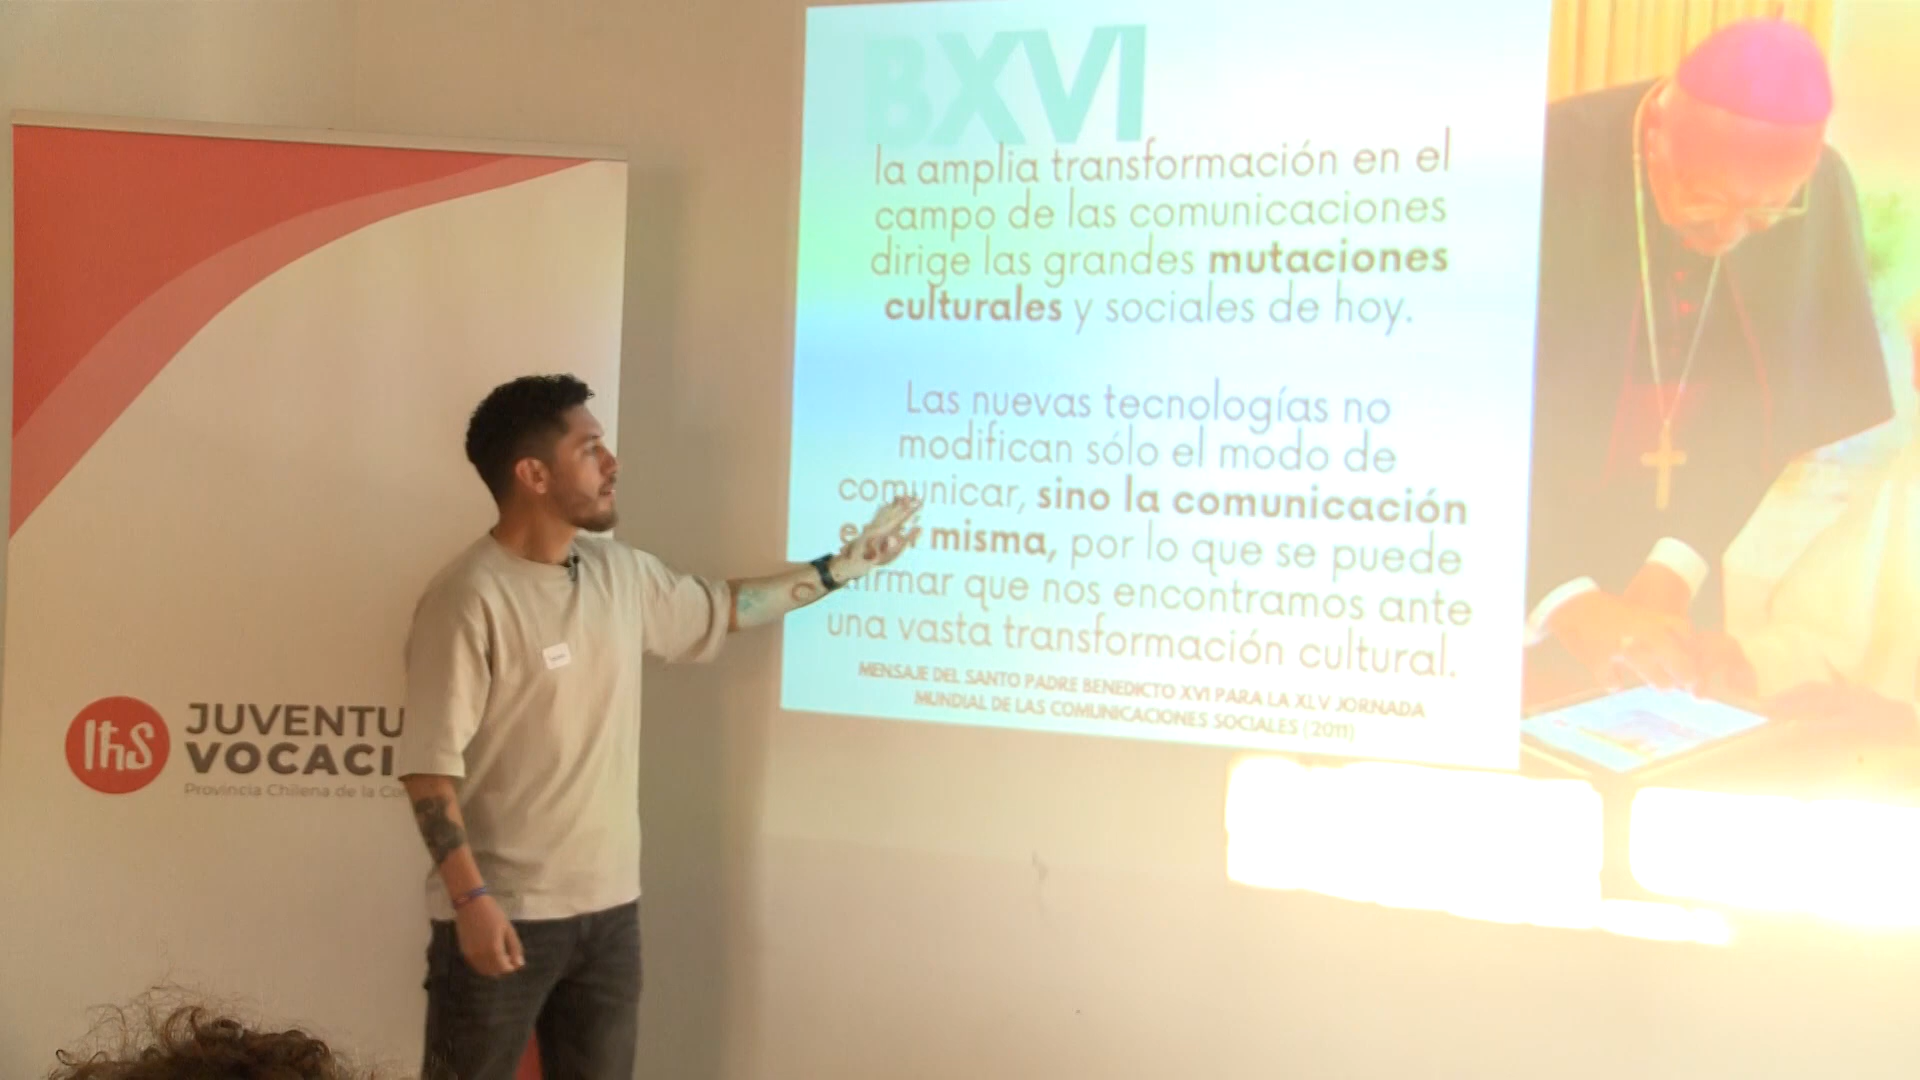 BXVI
la amplia transformación en el
campo de las comunicaciones
dirige las grandes mutaciones
culturales y sociales de hoy.
Las nuevas tecnologías no
modifican sólo el modo de
comunicar, sino la comunicación
misma, por lo que se puede
que nos encontramos ante
una vasta transformación cultural.
MENSAJE DEL SANTO PADRE BENEDICTO XVI PARA LA XLV JORNADA
MUNDIAL DE LAS COMUNICACIONES SOCIALES (2011)
IHS
JUVENTU
VOCACI
Provincia Chilena de la Co